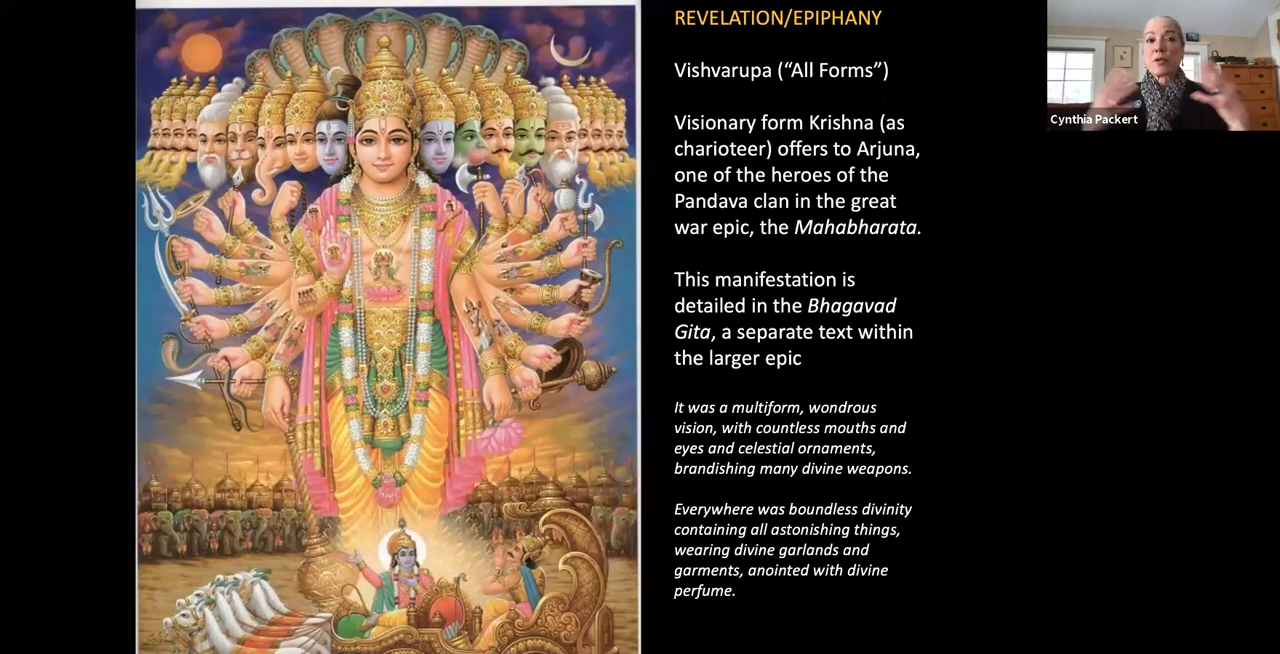 REVELATION/EPIPHANY
Vishvarupa (“All Forms”)
Visionary form Krishna (as
charioteer) offers to Arjuna,
one of the heroes of the
Pandava clan in the great
war epic, the Mahabharata.
This manifestation is
detailed in the Bhagavad
Gita, a separate text within
the larger epic
It was a multiform, wondrous
vision, with countless mouths and
eyes and celestial ornaments,
brandishing many divine weapons.
Everywhere was boundless divinity
containing all astonishing things,
wearing divine garlands and
garments, anointed with divine
perfume.
Cynthia Packert